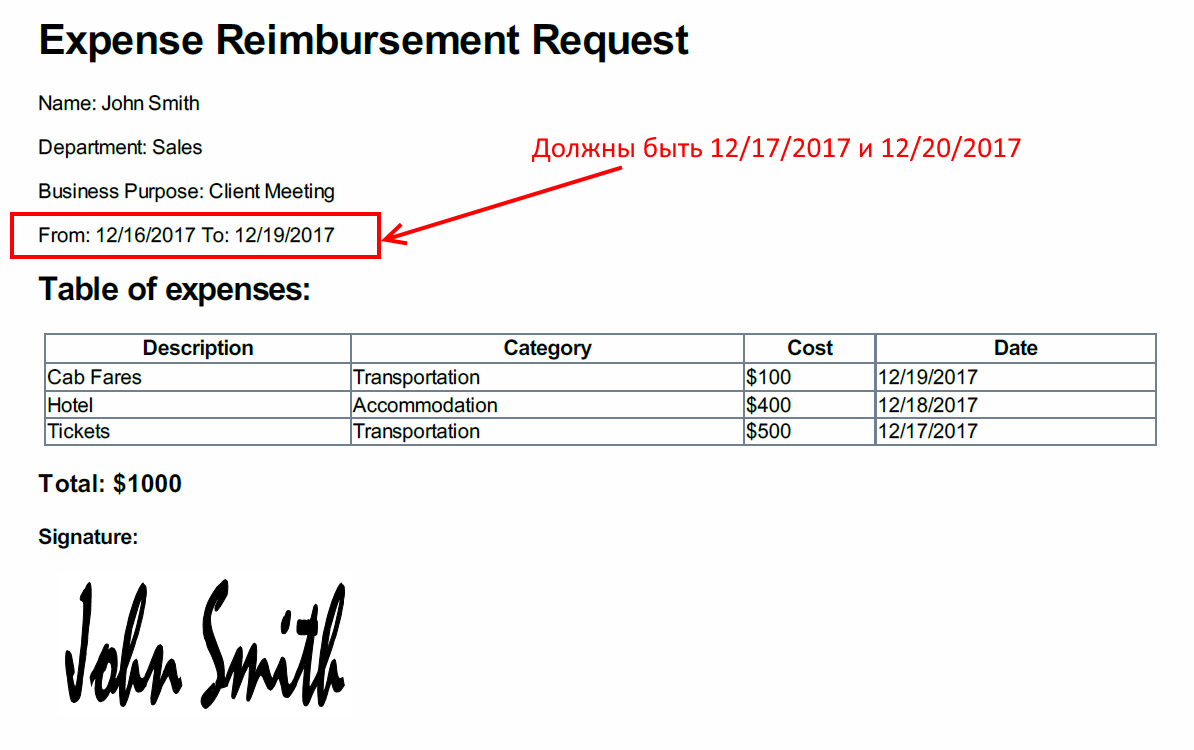 Expense Reimbursement Request
Name: John Smith
Department: Sales
Должны быть 12/17/2017 и 12/20/2017
Business Purpose: Client Meeting
From: 12/16/2017 To: 12/19/2017
Table of expenses:
Description Category Cost Date
Cab Fares Transportation $100 12/19/2017
Hotel Accommodation $400 12/18/2017
Tickets Transportation $500 12/17/2017
Total: $1000
Signature:
John Smith